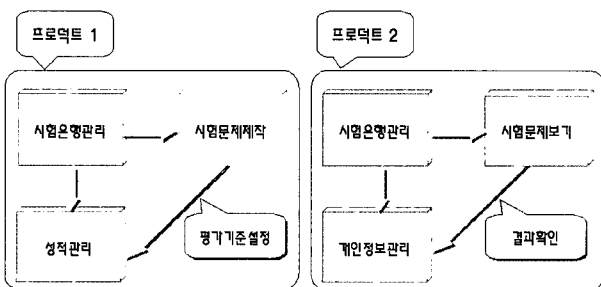 프로덕트 1
프로덕트 2
시험은행관리
시험문제제작
시험은행관리
시험문제보기
성적관리
평가기준설정
개인정보관리
결과확인